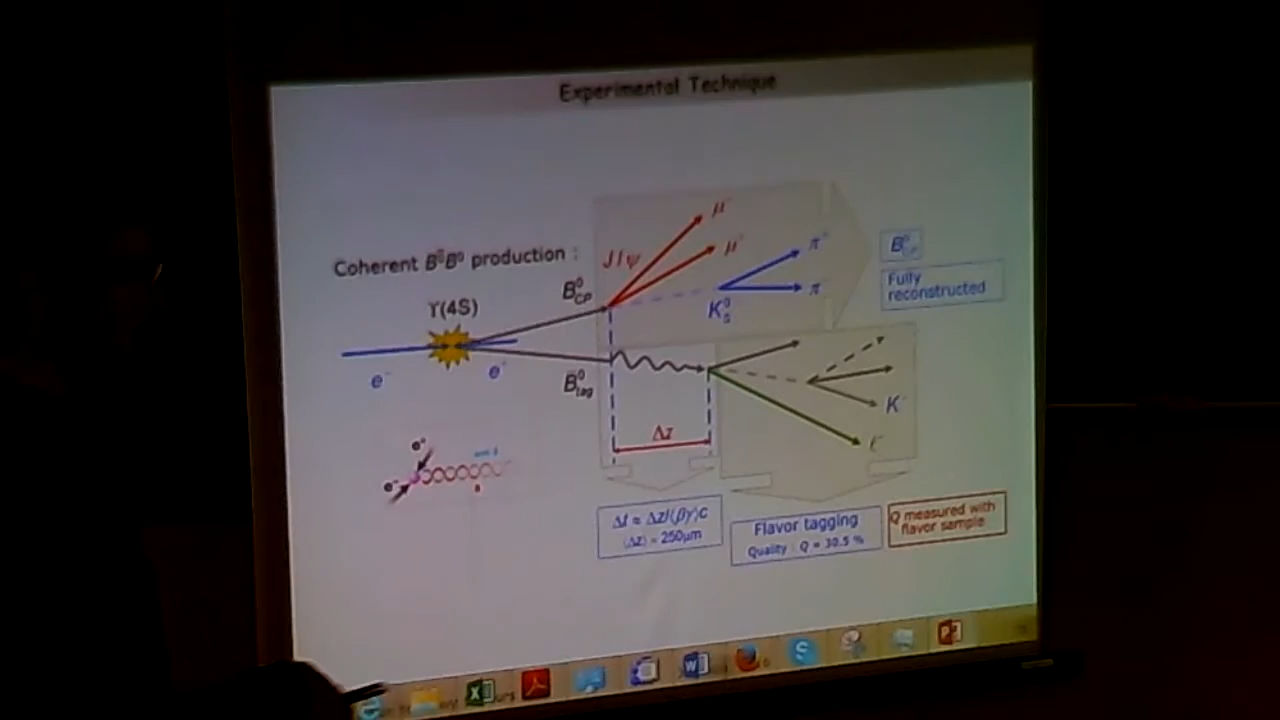 Experimental Technique
Coherent B⁰B̄⁰ production :
ϒ(4S)
e⁻
e⁺
B⁰CP
B̄⁰tag
J/ψ
μ⁻
μ⁺
K⁰S
π⁺
π⁻
B⁰CP
Fully
reconstructed
K⁻
ℓ⁻
Δz
e⁺
e⁻
Δt ≈ Δz/⟨βγ⟩c
⟨Δz⟩ ≈ 250μm
Flavor tagging
Quality : Q = 30.5 %
Q measured with
flavor sample